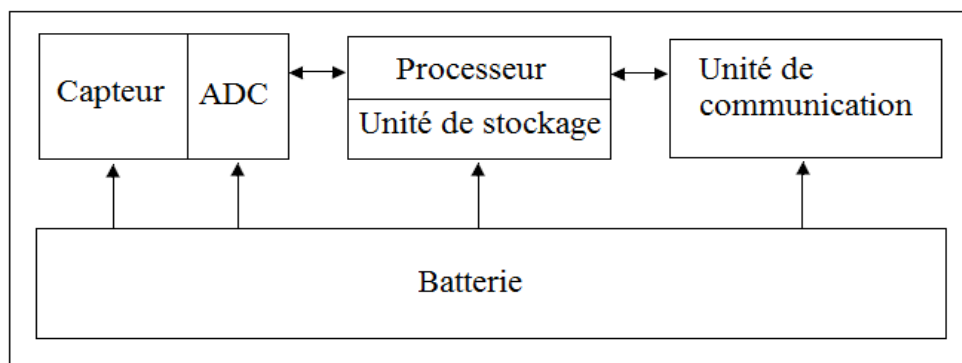 Capteur
ADC
Processeur
Unité de stockage
Unité de
communication
Batterie